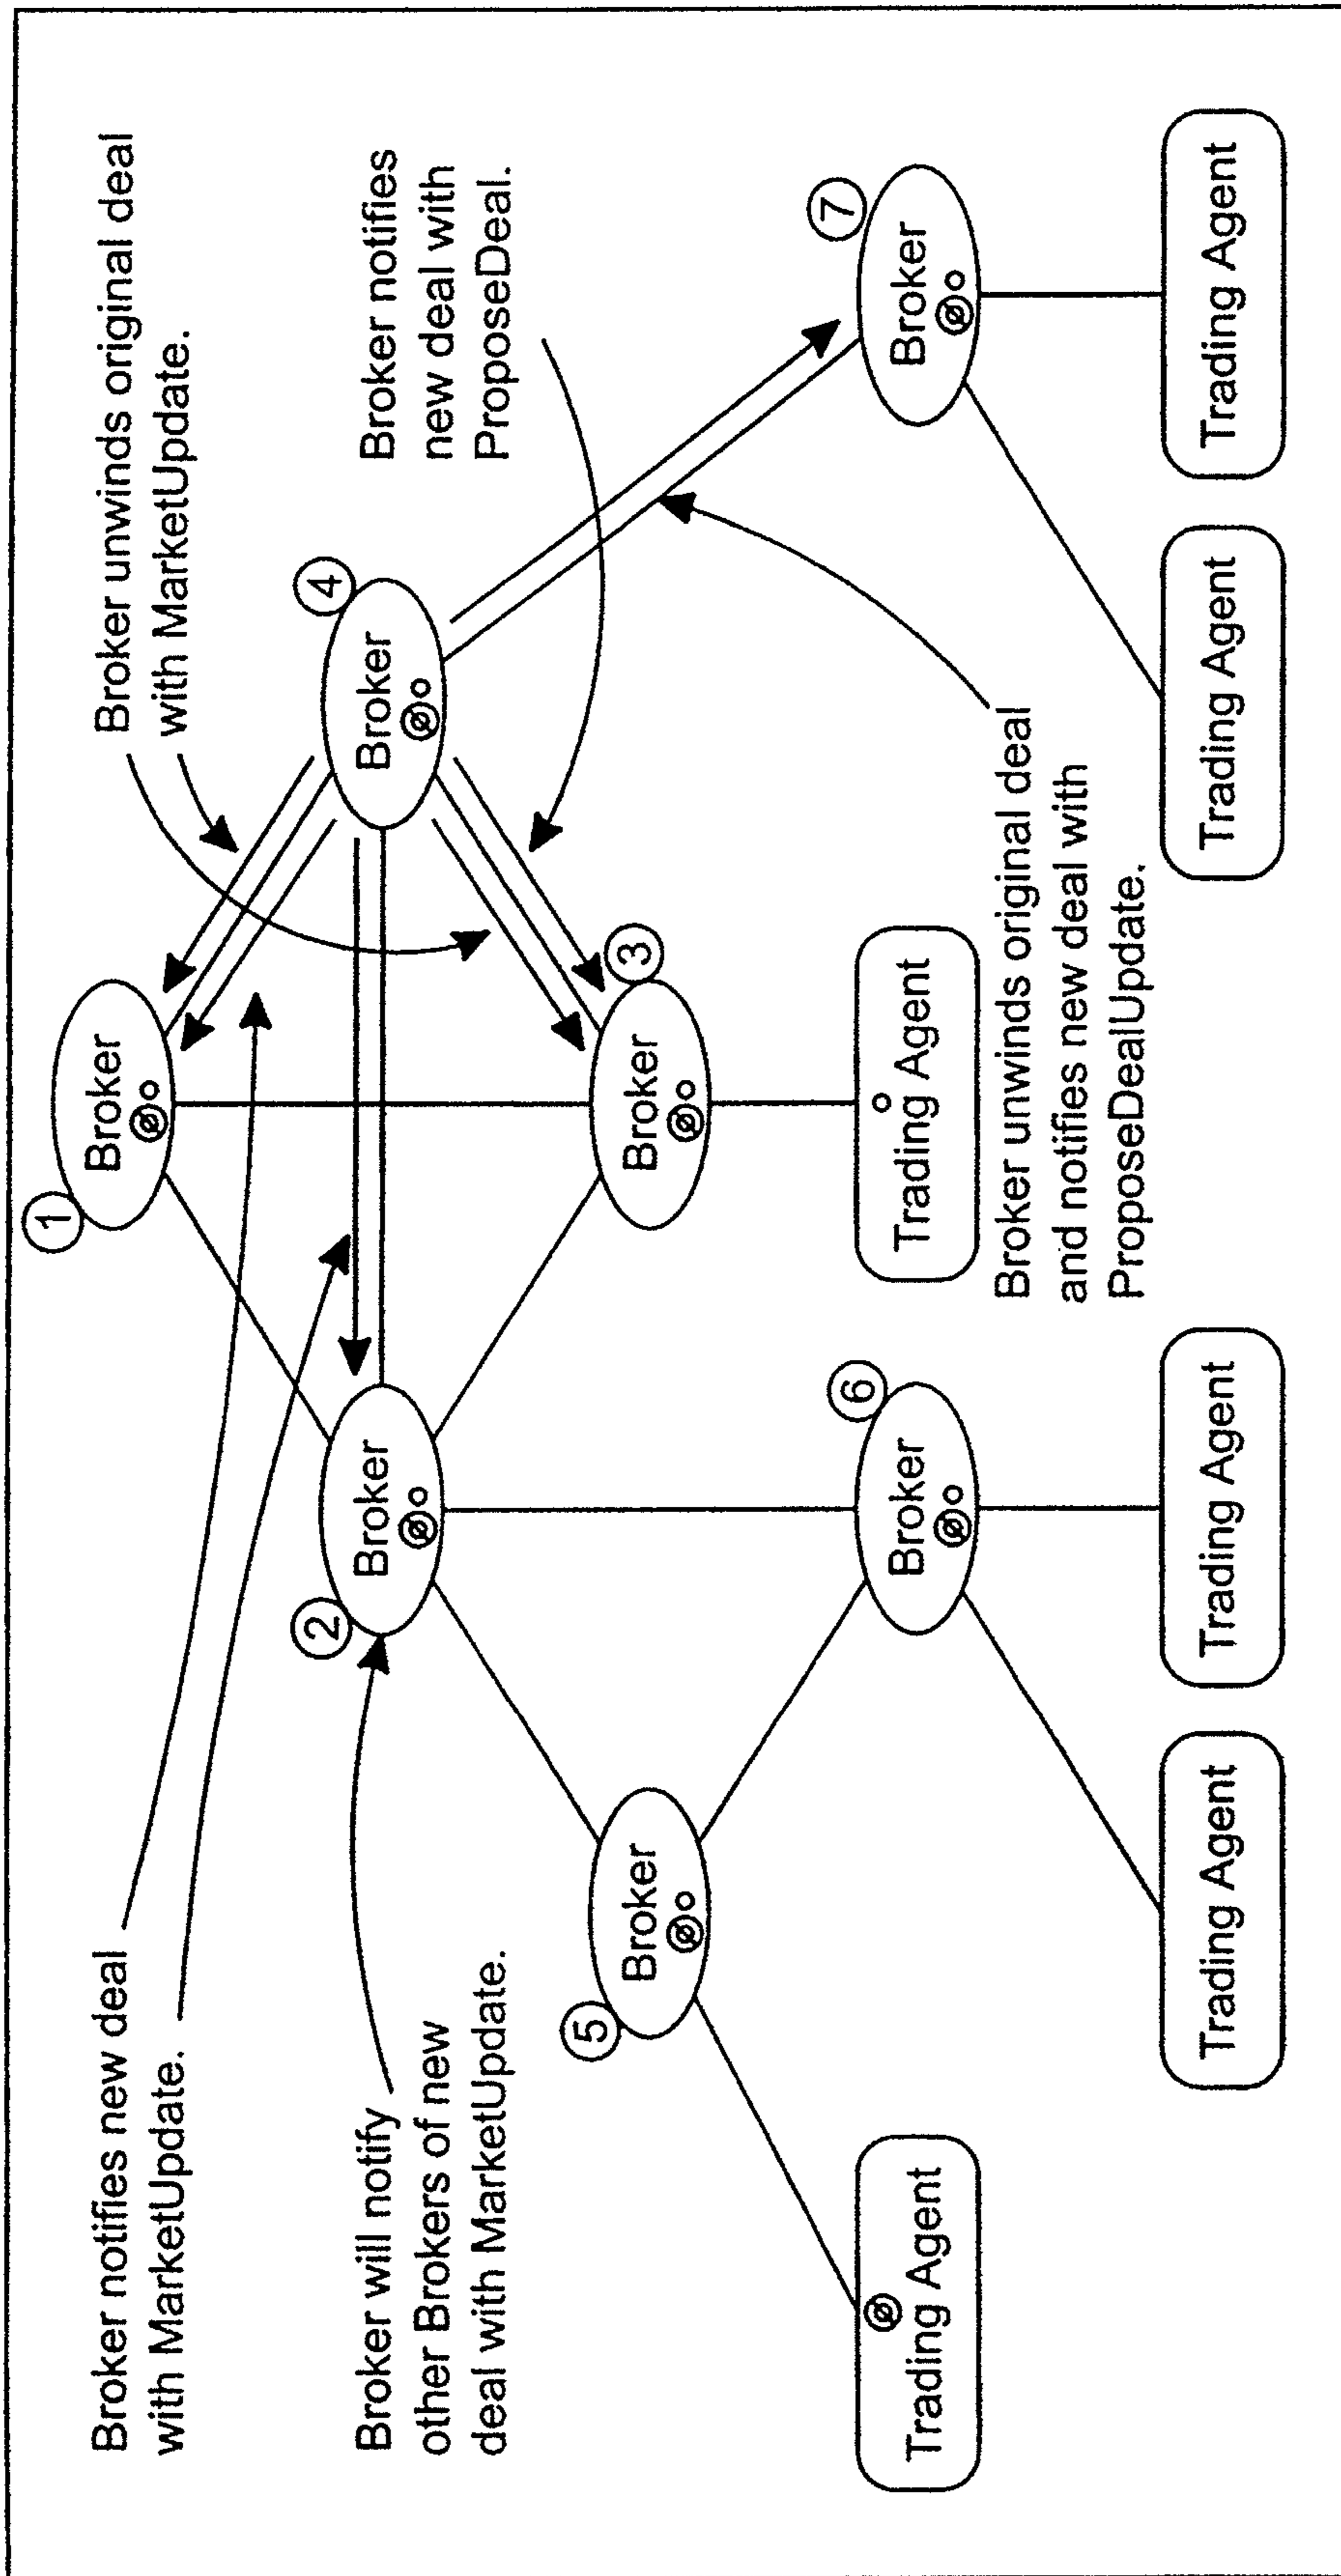 Broker notifies new deal
with MarketUpdate.
Broker unwinds original deal
with MarketUpdate.
1
Broker
Broker will notify
other Brokers of new
deal with MarketUpdate.
2
Broker
4
Broker
Broker notifies
new deal with
ProposeDeal.
5
Broker
3
Broker
Trading Agent
6
Broker
Trading Agent
7
Broker
Broker unwinds original deal
and notifies new deal with
ProposeDealUpdate.
Trading Agent
Trading Agent
Trading Agent
Trading Agent